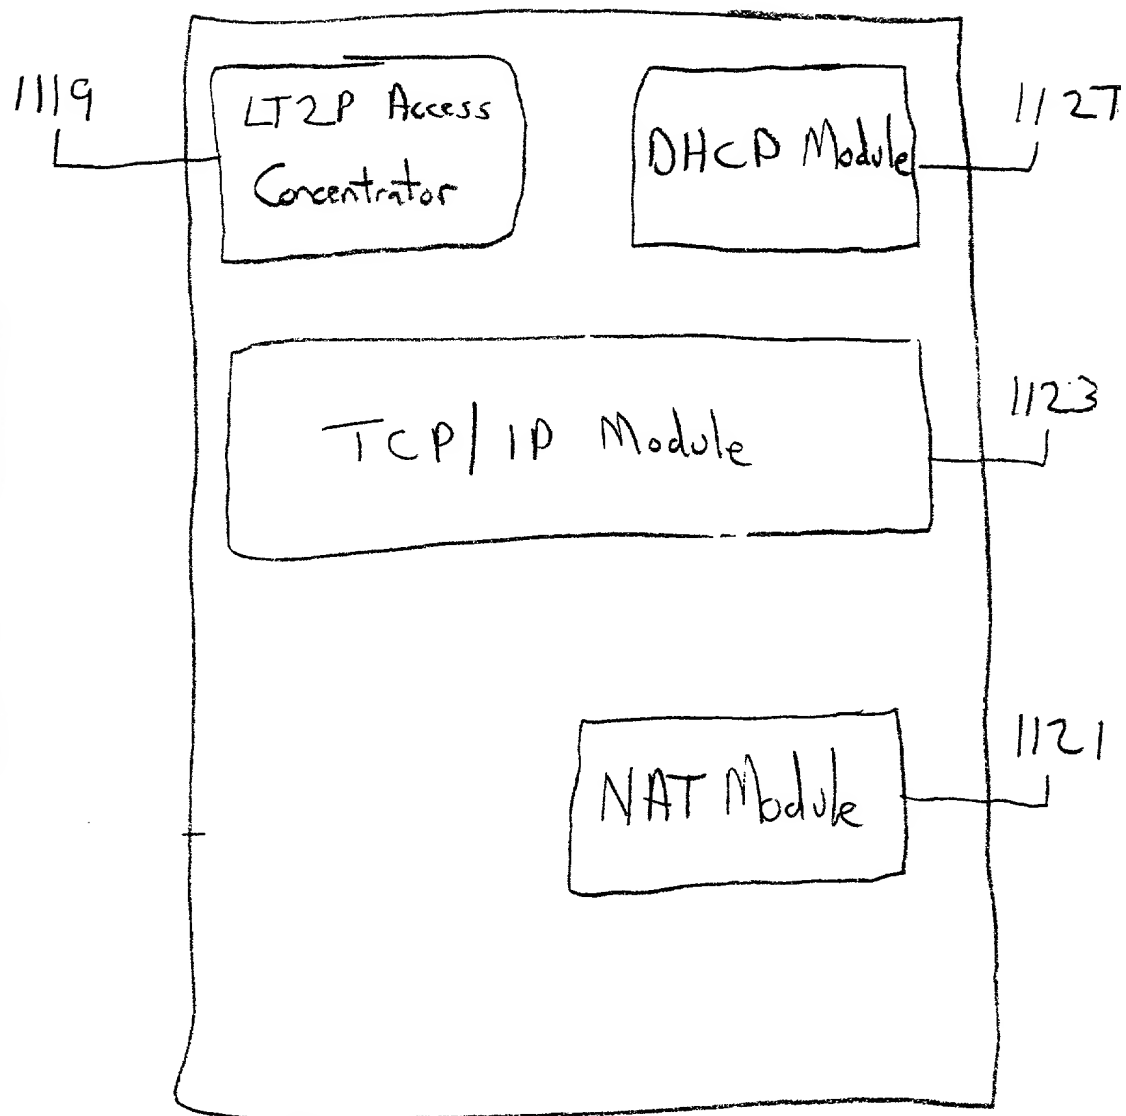 1119
LT2P Access
Concentrator
DHCP Module
1127
TCP/IP Module
1123
NAT Module
1121